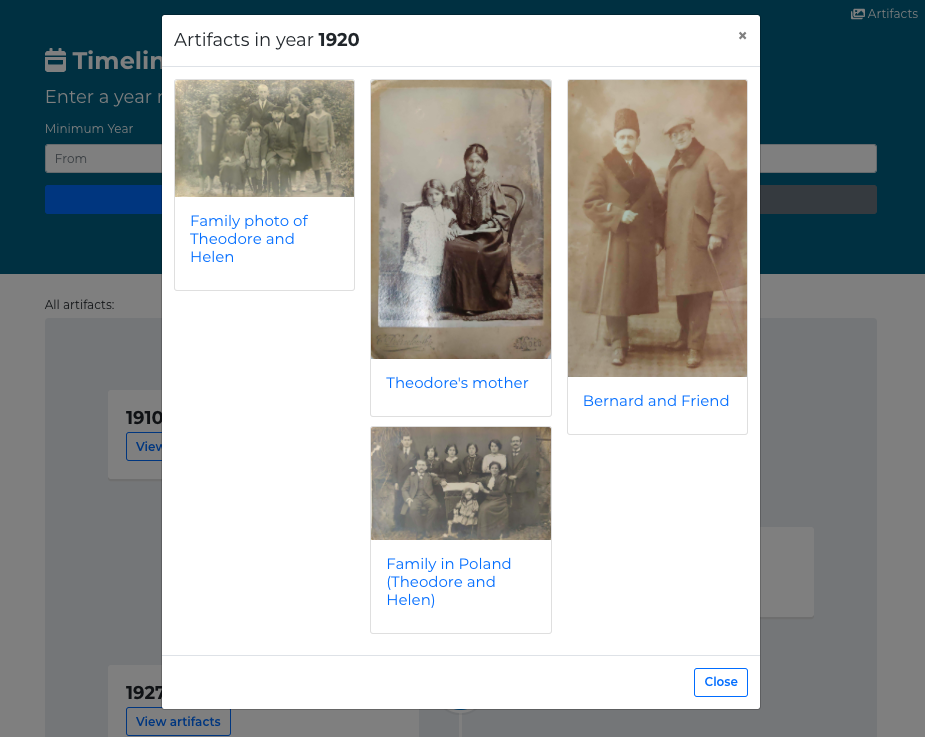 Artifacts
Artifacts in year 1920
×
Timelin
Enter a year r
Minimum Year
From
Family photo of
Theodore and
Helen
Theodore's mother
Bernard and Friend
All artifacts:
1910
View
Family in Poland
(Theodore and
Helen)
1927
View artifacts
Close